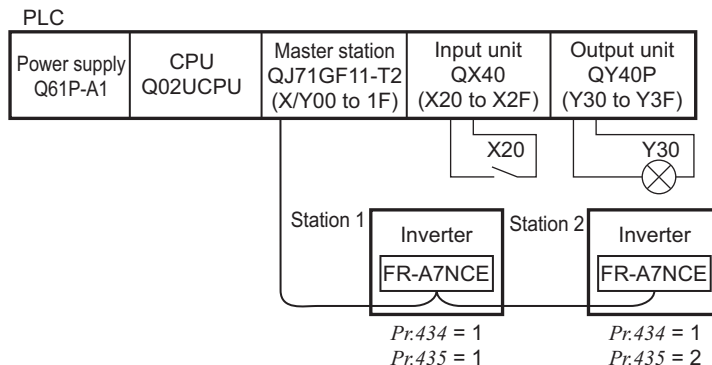 PLC
Power supply
Q61P-A1
CPU
Q02UCPU
Master station
QJ71GF11-T2
(X/Y00 to 1F)
Input unit
QX40
(X20 to X2F)
Output unit
QY40P
(Y30 to Y3F)
X20
Y30
Station 1
Inverter
FR-A7NCE
Station 2
Inverter
FR-A7NCE
Pr.434 = 1
Pr.435 = 1
Pr.434 = 1
Pr.435 = 2